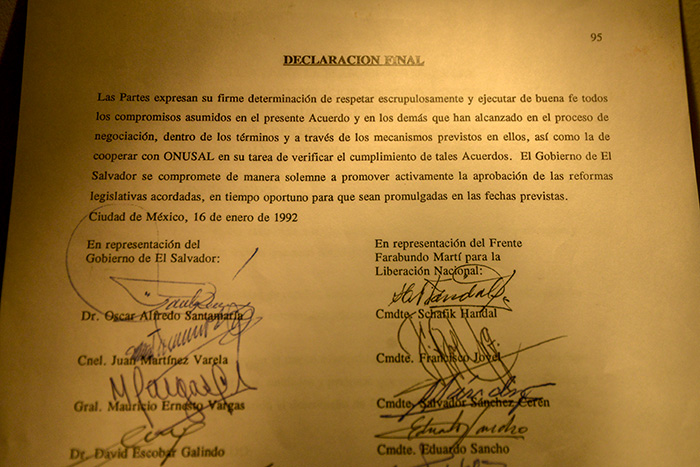 95
DECLARACION FINAL
Las Partes expresan su firme determinación de respetar escrupulosamente y ejecutar de buena fe todos
los compromisos asumidos en el presente Acuerdo y en los demás que han alcanzado en el proceso de
negociación, dentro de los términos y a través de los mecanismos previstos en ellos, así como la de
cooperar con ONUSAL en su tarea de verificar el cumplimiento de tales Acuerdos. El Gobierno de El
Salvador se compromete de manera solemne a promover activamente la aprobación de las reformas
legislativas acordadas, en tiempo oportuno para que sean promulgadas en las fechas previstas.
Ciudad de México, 16 de enero de 1992
En representación del
Gobierno de El Salvador:
Dr. Oscar Alfredo Santamaría
Cnel. Juan Martínez Varela
Gral. Mauricio Ernesto Vargas
Dr. David Escobar Galindo
En representación del Frente
Farabundo Martí para la
Liberación Nacional:
Cmdte. Schafik Handal
Cmdte. Francisco Jovel
Cmdte. Salvador Sánchez Cerén
Eduardo Sancho
Cmdte. Eduardo Sancho